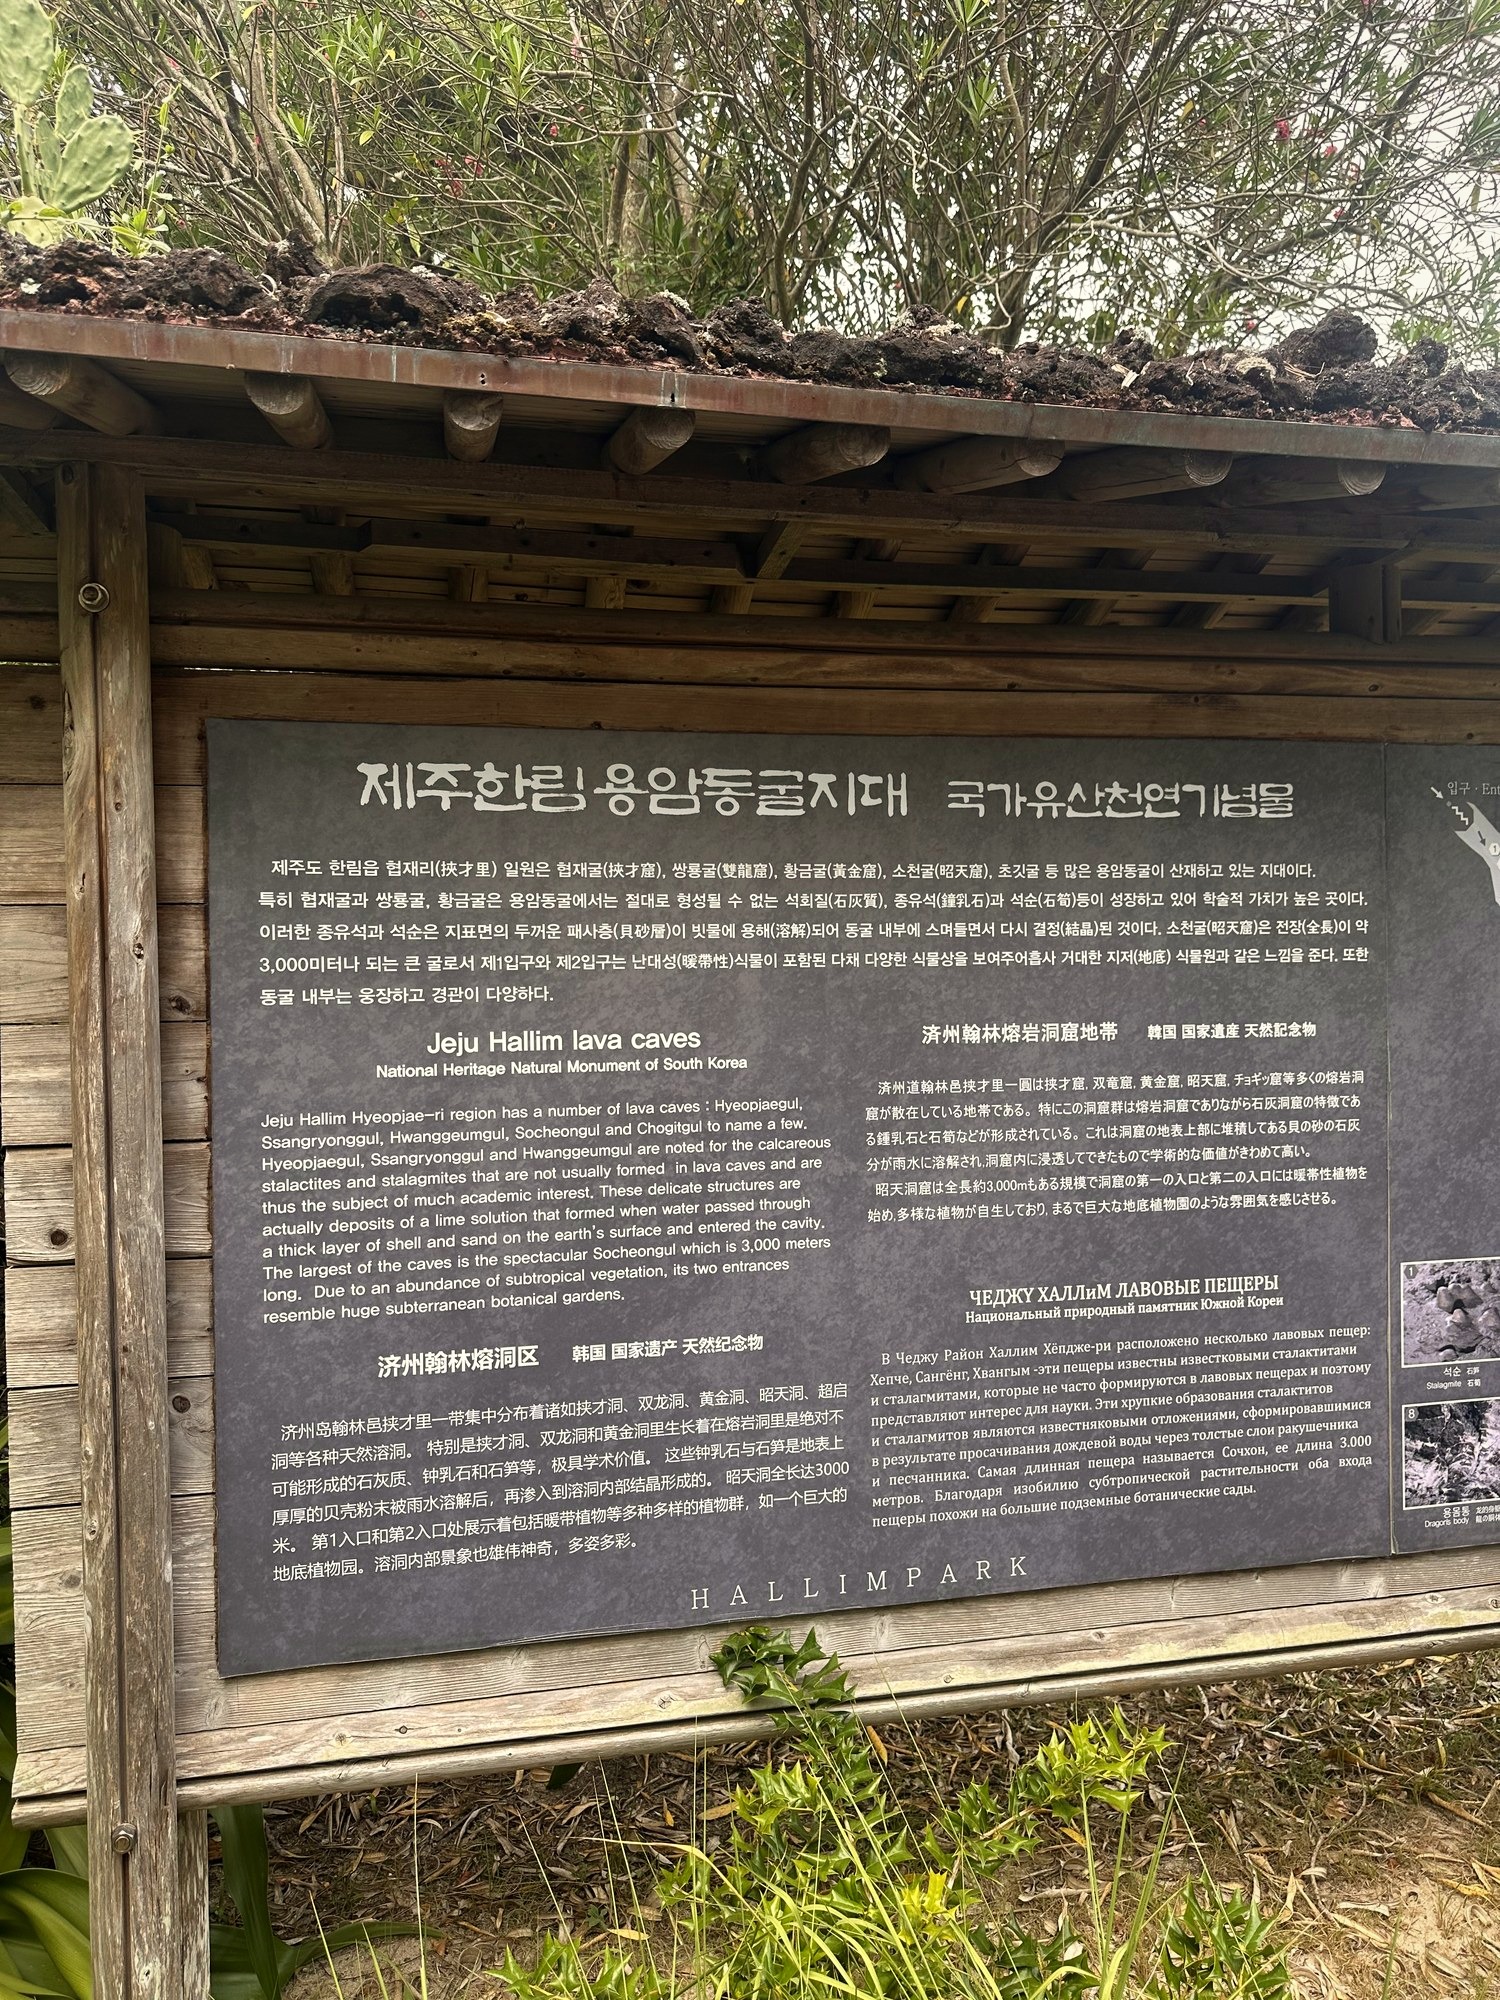 제주한림용암동굴지대 국가유산천연기념물
제주도 한림읍 협재리(挾才里) 일원은 협재굴(挾才窟), 쌍룡굴(雙龍窟), 황금굴(黃金窟), 소천굴(昭天窟), 초깃굴 등 많은 용암동굴이 산재하고 있는 지대이다.
특히 협재굴과 쌍룡굴, 황금굴은 용암동굴에서는 절대로 형성될 수 없는 석회질(石灰質), 종유석(鐘乳石)과 석순(石筍)등이 성장하고 있어 학술적 가치가 높은 곳이다.
이러한 종유석과 석순은 지표면의 두꺼운 패사층(貝砂層)이 빗물에 용해(溶解)되어 동굴 내부에 스며들면서 다시 결정(結晶)된 것이다. 소천굴(昭天窟)은 전장(全長)이 약
3,000미터나 되는 큰 굴로서 제1입구와 제2입구는 난대성(暖帶性)식물이 포함된 다채 다양한 식물상을 보여주어흡사 거대한 지저(地底) 식물원과 같은 느낌을 준다. 또한
동굴 내부는 웅장하고 경관이 다양하다.
Jeju Hallim lava caves
National Heritage Natural Monument of South Korea
Jeju Hallim Hyeopjae-ri region has a number of lava caves : Hyeopjaegul,
Ssangryonggul, Hwanggeumgul, Socheongul and Chogitgul to name a few.
Hyeopjaegul, Ssangryonggul and Hwanggeumgul are noted for the calcareous
stalactites and stalagmites that are not usually formed in lava caves and are
thus the subject of much academic interest. These delicate structures are
actually deposits of a lime solution that formed when water passed through
a thick layer of shell and sand on the earth's surface and entered the cavity.
The largest of the caves is the spectacular Socheongul which is 3,000 meters
long. Due to an abundance of subtropical vegetation, its two entrances
resemble huge subterranean botanical gardens.
济州翰林熔洞区 韩国 国家遗产 天然纪念物
济州岛翰林邑挟才里一带集中分布着诸如挟才洞、双龙洞、黄金洞、昭天洞、超启
洞等各种天然溶洞。 特别是挟才洞、双龙洞和黄金洞里生长着在熔岩洞里是绝对不
可能形成的石灰质、钟乳石和石笋等，极具学术价值。 这些钟乳石与石笋是地表上
厚厚的贝壳粉末被雨水溶解后，再渗入到溶洞内部结晶形成的。 昭天洞全长达3000
米。 第1入口和第2入口处展示着包括暖带植物等多种多样的植物群，如一个巨大的
地底植物园。溶洞内部景象也雄伟神奇，多姿多彩。
済州翰林熔岩洞窟地帯 韓国 国家遺産 天然記念物
済州道翰林邑挟才里一圓は挟才窟, 双竜窟, 黄金窟, 昭天窟, チョギッ窟等多くの熔岩洞
窟が散在している地帯である。特にこの洞窟群は熔岩洞窟でありながら石灰洞窟の特徴であ
る鍾乳石と石筍などが形成されている。これは洞窟の地表上部に堆積してある貝の砂の石灰
分が雨水に溶解され,洞窟内に浸透してできたもので学術的な価値がきわめて高い。
昭天洞窟は全長約3,000mもある規模で洞窟の第一の入口と第二の入口には暖帯性植物を
始め,多様な植物が自生しており, まるで巨大な地底植物園のような雰囲気を感じさせる。
ЧЕДЖУ ХАЛЛиМ ЛАВОВЫЕ ПЕЩЕРЫ
Национальный природный памятник Южной Кореи
В Чеджу Район Халлим Хёпдже-ри расположено несколько лавовых пещер:
Хепче, Сангёнг, Хвангым -эти пещеры известны известковыми сталактитами
и сталагмитами, которые не часто формируются в лавовых пещерах и поэтому
представляют интерес для науки. Эти хрупкие образования сталактитов
и сталагмитов являются известняковыми отложениями, сформировавшимися
в результате просачивания дождевой воды через толстые слои ракушечника
и песчанника. Самая длинная пещера называется Сочхон, ее длина 3.000
метров. Благодаря изобилию субтропической растительности оба входа
пещеры похожи на большие подземные ботанические сады.
HALLIMPARK
입구 · Ent
1
1
석순 石笋
Stalagmite 石筍
8
용몸통
Dragon's body